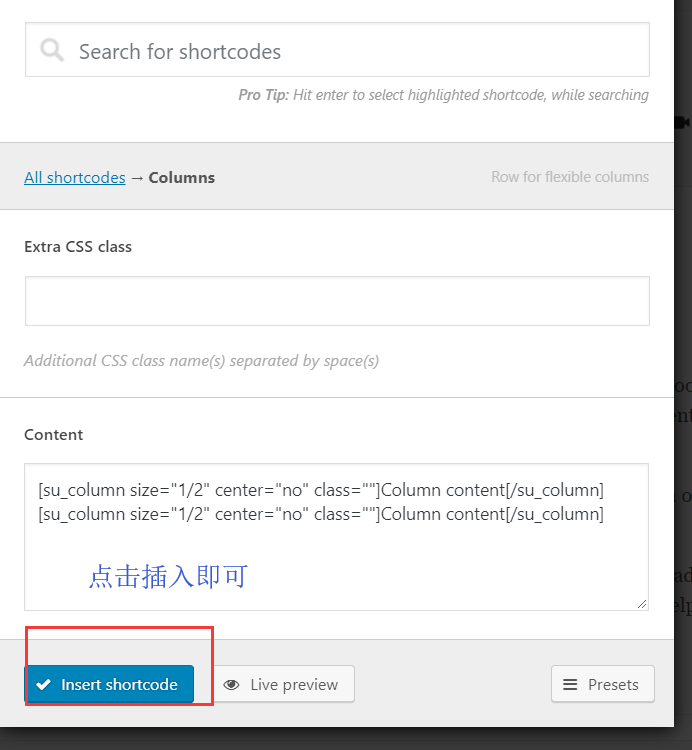 Search for shortcodes
Pro Tip: Hit enter to select highlighted shortcode, while searching
All shortcodes → Columns
Row for flexible columns
Extra CSS class
Additional CSS class name(s) separated by space(s)
Content
[su_column size="1/2" center="no" class=""]Column content[/su_column]
[su_column size="1/2" center="no" class=""]Column content[/su_column]
点击插入即可
Insert shortcode
Live preview
Presets